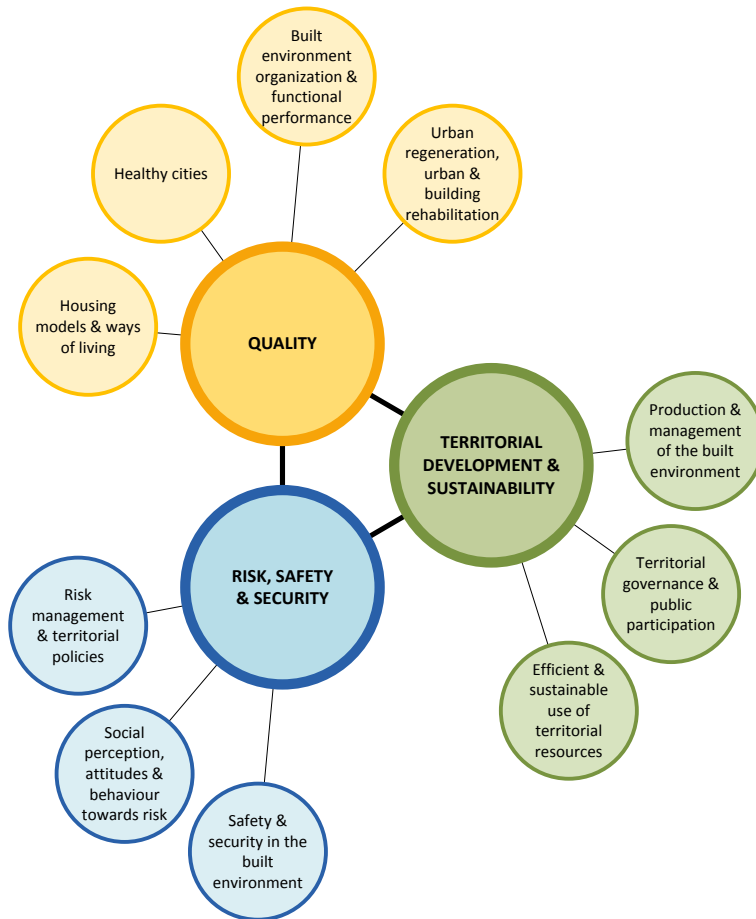 Built
environment
organization &
functional
performance
Urban
regeneration,
urban &
building
rehabilitation
Healthy cities
Housing
models & ways
of living
QUALITY
TERRITORIAL
DEVELOPMENT &
SUSTAINABILITY
Production &
management
of the built
environment
Territorial
governance &
public
participation
Efficient &
sustainable
use of
territorial
resources
RISK, SAFETY
& SECURITY
Risk
management
& territorial
policies
Social
perception,
attitudes &
behaviour
towards risk
Safety &
security in the
built
environment